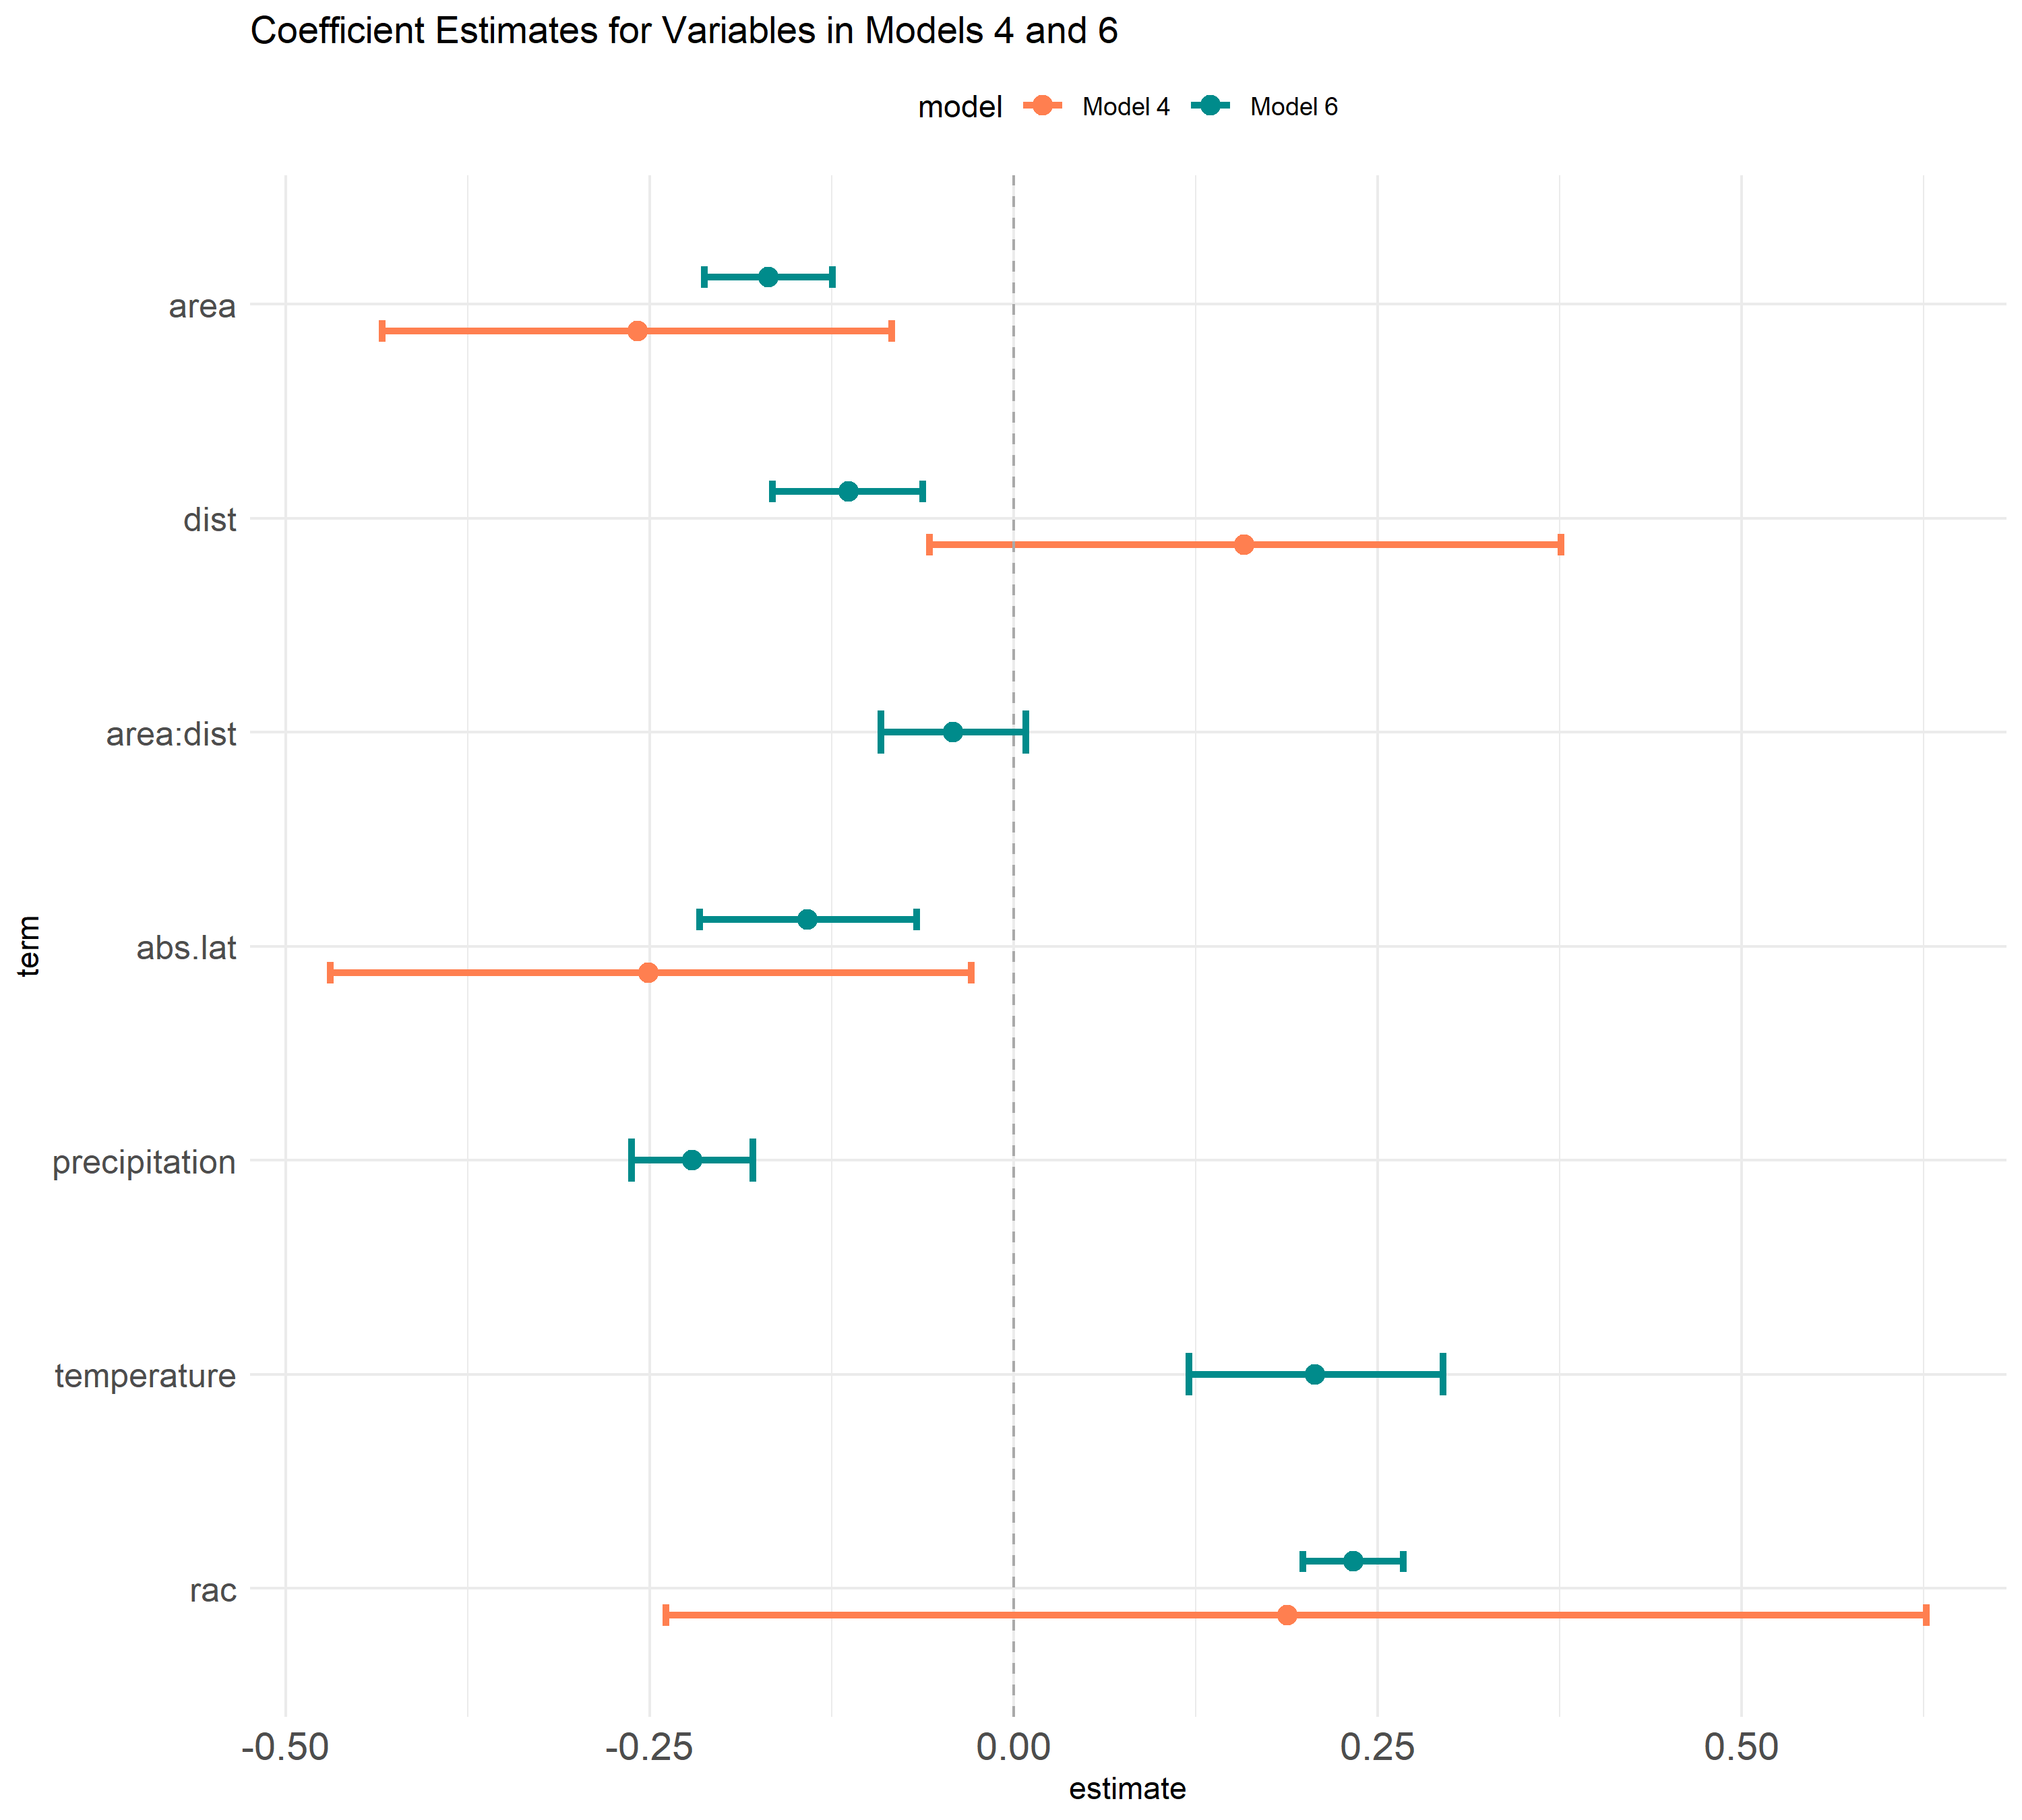 Coefficient Estimates for Variables in Models 4 and 6
model Model 4 Model 6
area
dist
area:dist
abs.lat
precipitation
temperature
rac
term
-0.50 -0.25 0.00 0.25 0.50
estimate